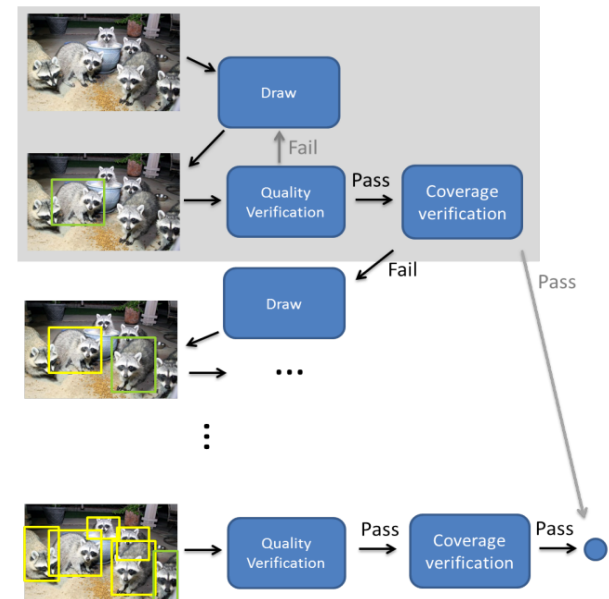 Draw
Fail
Quality
Verification
Pass
Coverage
verification
Fail
Pass
Draw
...
Quality
Verification
Pass
Coverage
verification
Pass